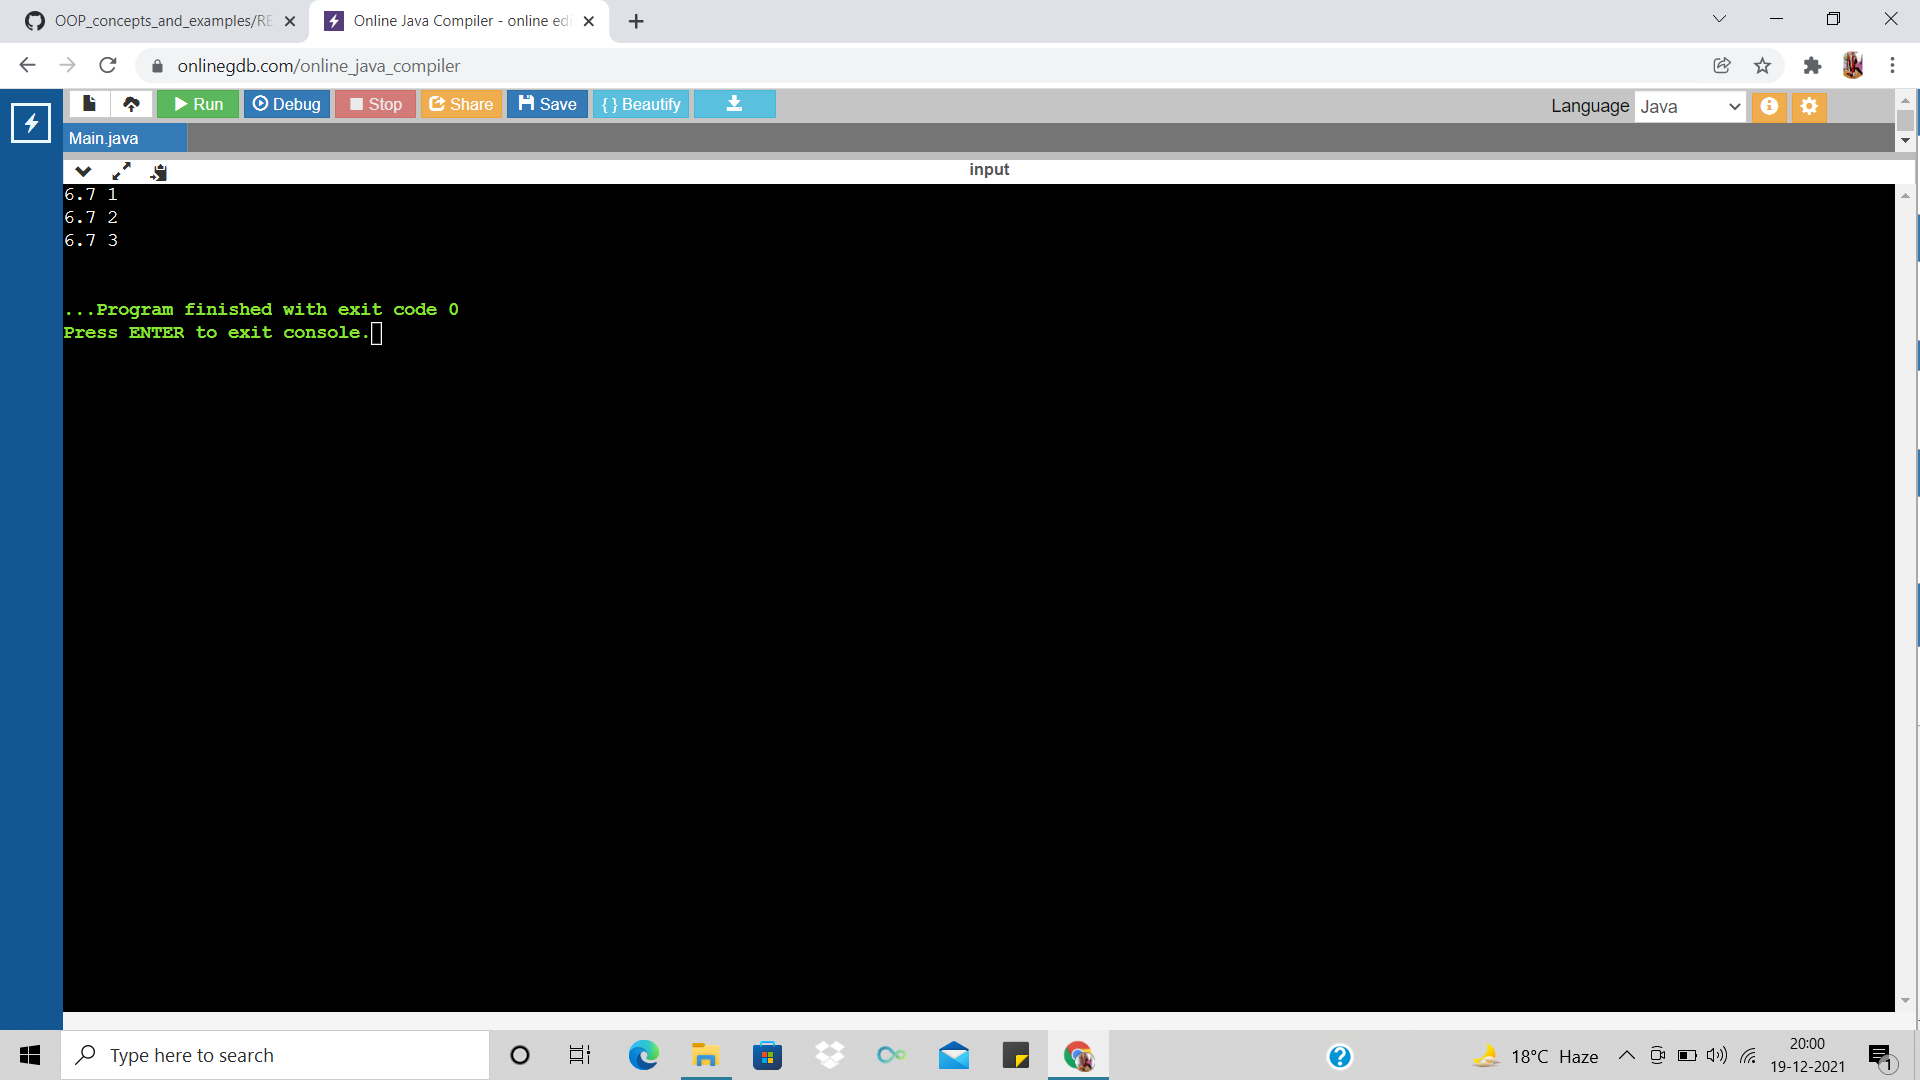 OOP_concepts_and_examples/RE
Online Java Compiler - online edi
onlinegdb.com/online_java_compiler
Run
Debug
Stop
Share
Save
{ } Beautify
Language
Java
Main.java
input
6.7 1
6.7 2
6.7 3
...Program finished with exit code 0
Press ENTER to exit console.
Type here to search
18°C Haze
20:00
19-12-2021
1